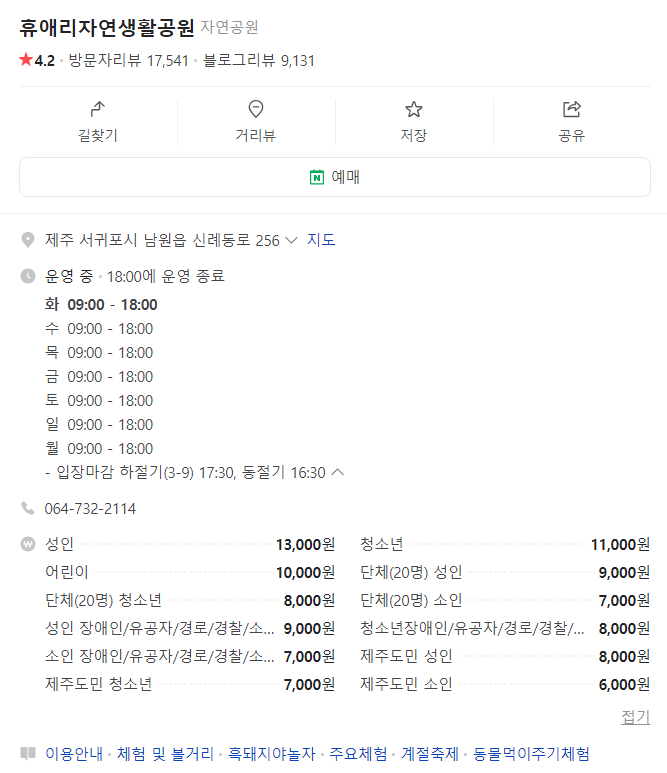 휴애리자연생활공원 자연공원
★4.2 · 방문자리뷰 17,541 · 블로그리뷰 9,131
길찾기 거리뷰 저장 공유
N 예매
제주 서귀포시 남원읍 신례동로 256 지도
운영 중 · 18:00에 운영 종료
화 09:00 - 18:00
수 09:00 - 18:00
목 09:00 - 18:00
금 09:00 - 18:00
토 09:00 - 18:00
일 09:00 - 18:00
월 09:00 - 18:00
- 입장마감 하절기(3-9) 17:30, 동절기 16:30
064-732-2114
성인 13,000원 청소년 11,000원
어린이 10,000원 단체(20명) 성인 9,000원
단체(20명) 청소년 8,000원 단체(20명) 소인 7,000원
성인 장애인/유공자/경로/경찰/소... 9,000원 청소년장애인/유공자/경로/경찰/... 8,000원
소인 장애인/유공자/경로/경찰/소... 7,000원 제주도민 성인 8,000원
제주도민 청소년 7,000원 제주도민 소인 6,000원
접기
이용안내 · 체험 및 볼거리 · 흑돼지야놀자 · 주요체험 · 계절축제 · 동물먹이주기체험